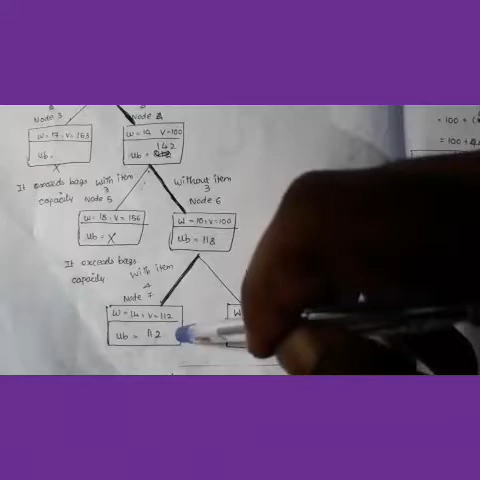 Node 3
Node 4
W = 17, V = 163
Ub =
X
W = 10 V = 100
142
Ub =
= 100 +
= 100 +
It exceeds bags
capacity
With item
3
Node 5
Without item
3
Node 6
W = 18, V = 156
Ub = X
W = 10, V = 100
Ub = 118
It exceeds bags
capacity
With item
4
Node 7
W = 14, V = 112
Ub = 112
W